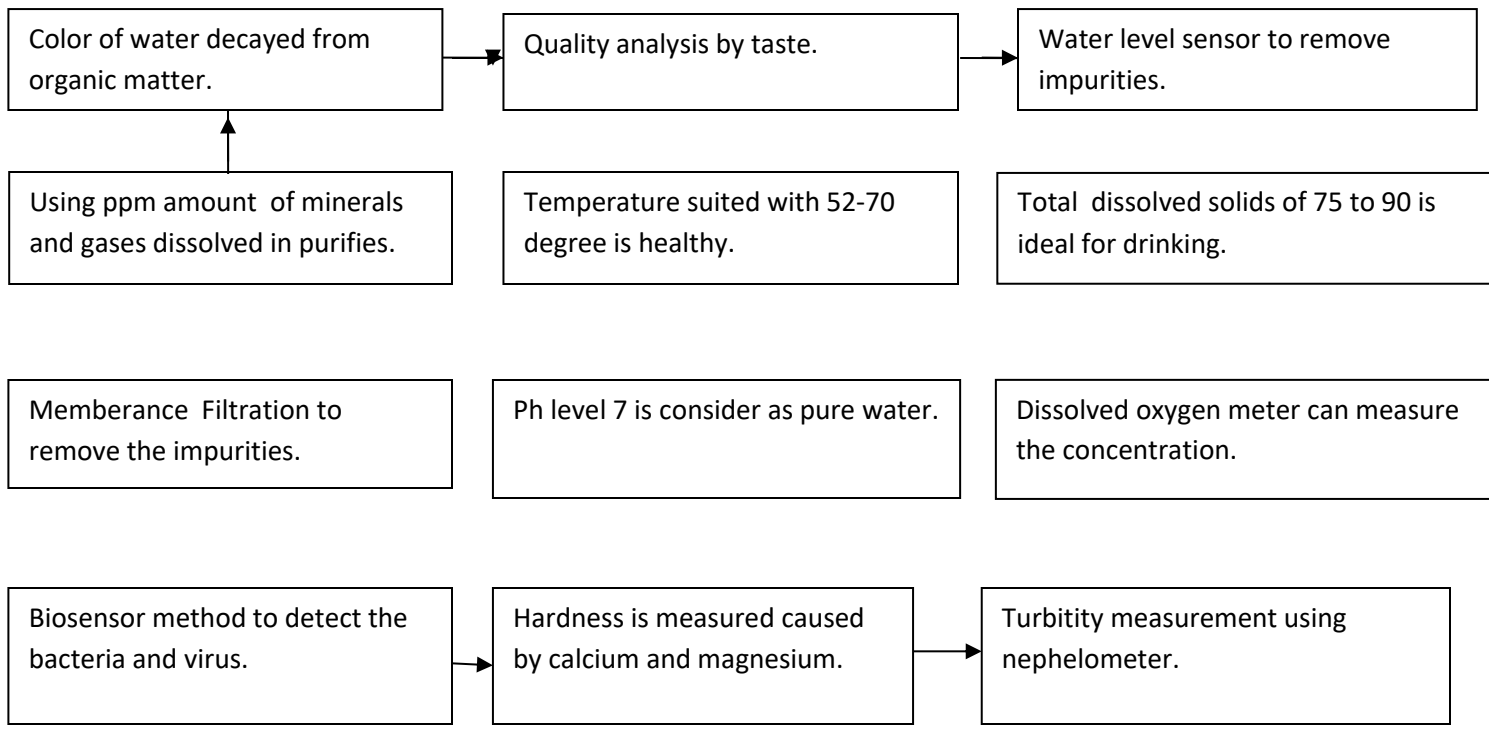 Color of water decayed from
organic matter.
Quality analysis by taste.
Water level sensor to remove
impurities.
Using ppm amount  of minerals
and gases dissolved in purifies.
Temperature suited with 52-70
degree is healthy.
Total  dissolved solids of 75 to 90 is
ideal for drinking.
Memberance  Filtration to
remove the impurities.
Ph level 7 is consider as pure water.
Dissolved oxygen meter can measure
the concentration.
Biosensor method to detect the
bacteria and virus.
Hardness is measured caused
by calcium and magnesium.
Turbitity measurement using
nephelometer.